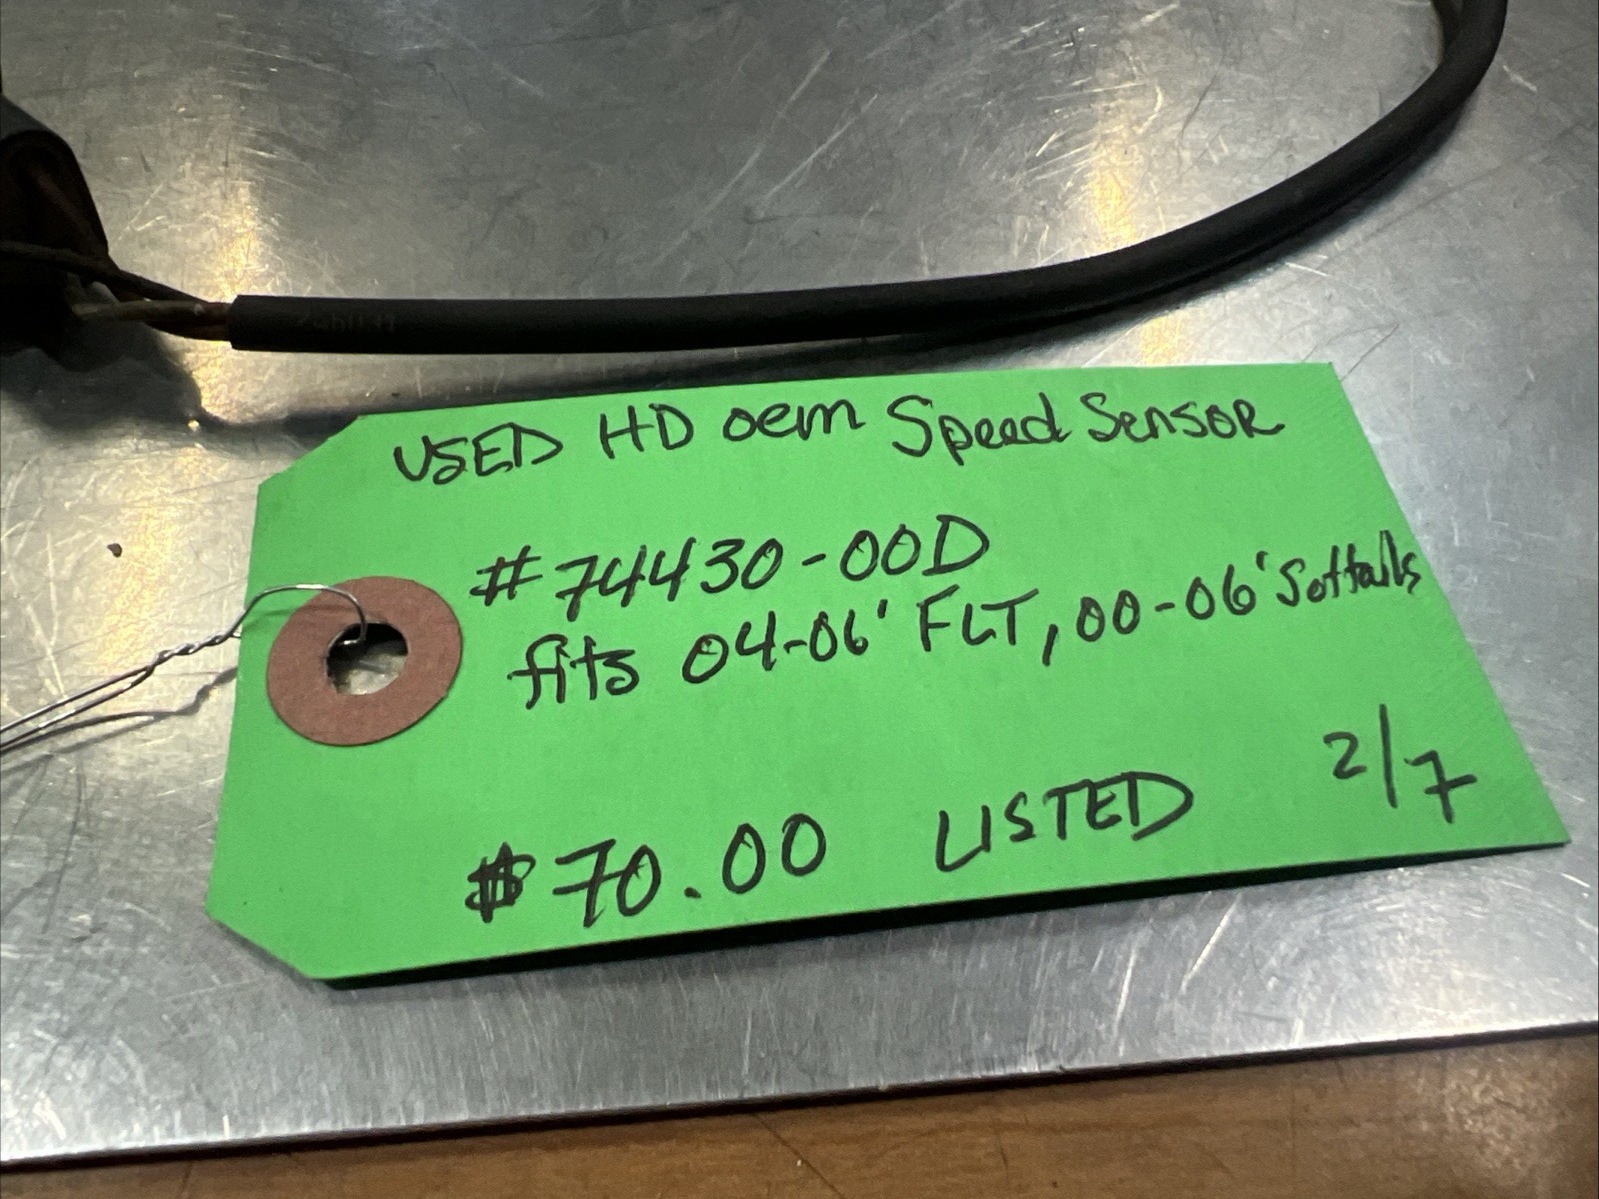 USED HD oem Speed Sensor
#74430-00D
fits 04-06' FLT, 00-06' Softails
$70.00 LISTED 2/7